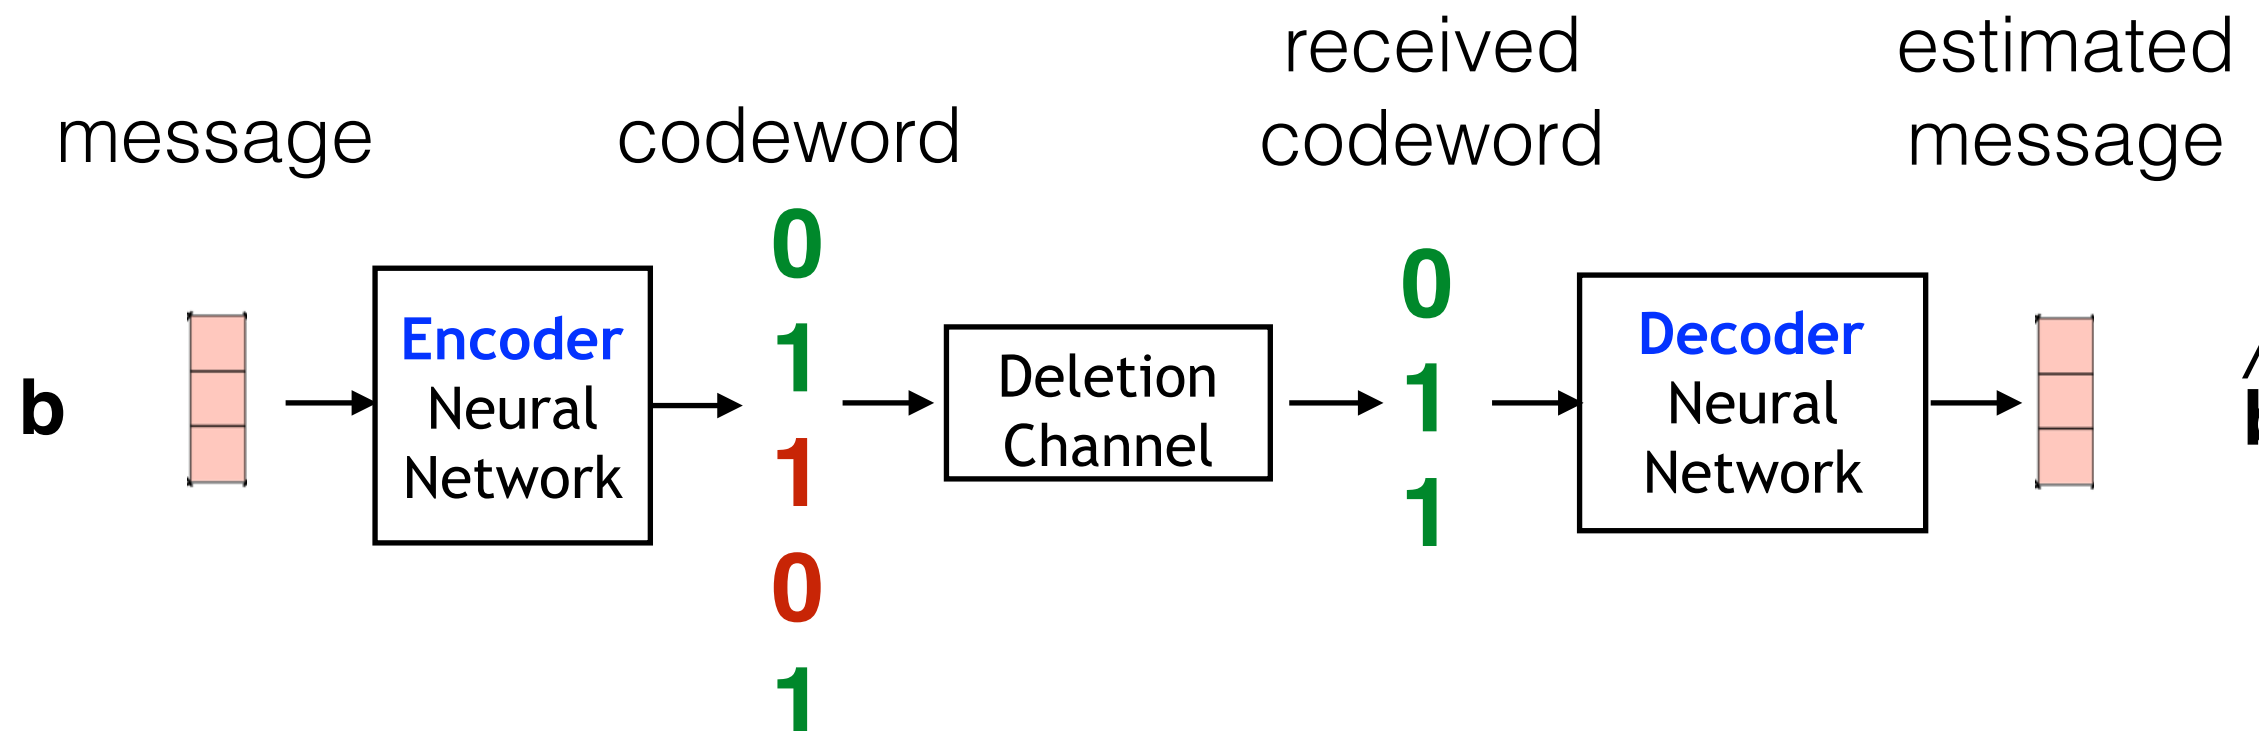 message
codeword
received
codeword
estimated
message
b
Encoder
Neural
Network
0
1
1
0
1
Deletion
Channel
0
1
1
Decoder
Neural
Network